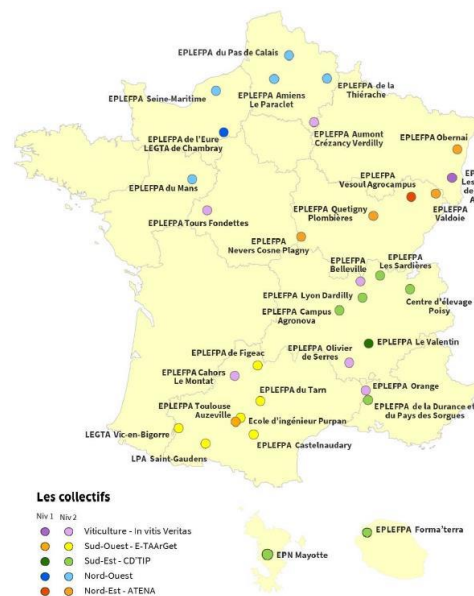 EPLEFPA du Pas de Calais
EPLEFPA Seine-Maritime
EPLEFPA Amiens
Le Paraclet
EPLEFPA de la
Thiérache
EPLEFPA de l'Eure
LEGTA de Chambray
EPLEFPA Aumont
Crézancy Verdilly
EPLEFPA Obernai
EPLEFPA du Mans
EPLEFPA
Vesoul Agrocampus
EPLEFPA Tours Fondettes
EPLEFPA Quetigny
Plombières
EPLEFPA
Valdoie
EPLEFPA
Nevers Cosne Plagny
EPLEFPA
Belleville
EPLEFPA
Les Sardières
EPLEFPA Lyon Dardilly
Centre d'élevage
Poisy
EPLEFPA Campus
Agronova
EPLEFPA Le Valentin
EPLEFPA de Figeac
EPLEFPA Olivier
de Serres
EPLEFPA Cahors
Le Montat
EPLEFPA Orange
EPLEFPA du Tarn
EPLEFPA Toulouse
Auzeville
EPLEFPA de la Durance et
du Pays des Sorgues
Ecole d'ingénieur Purpan
LEGTA Vic-en-Bigorre
EPLEFPA Castelnaudary
LPA Saint-Gaudens
Les collectifs
Niv 1 Niv 2
Viticulture - In vitis Veritas
Sud-Ouest - E-TAArGet
Sud-Est - CD'TIP
Nord-Ouest
Nord-Est - ATENA
EPN Mayotte
EPLEFPA Forma'terra